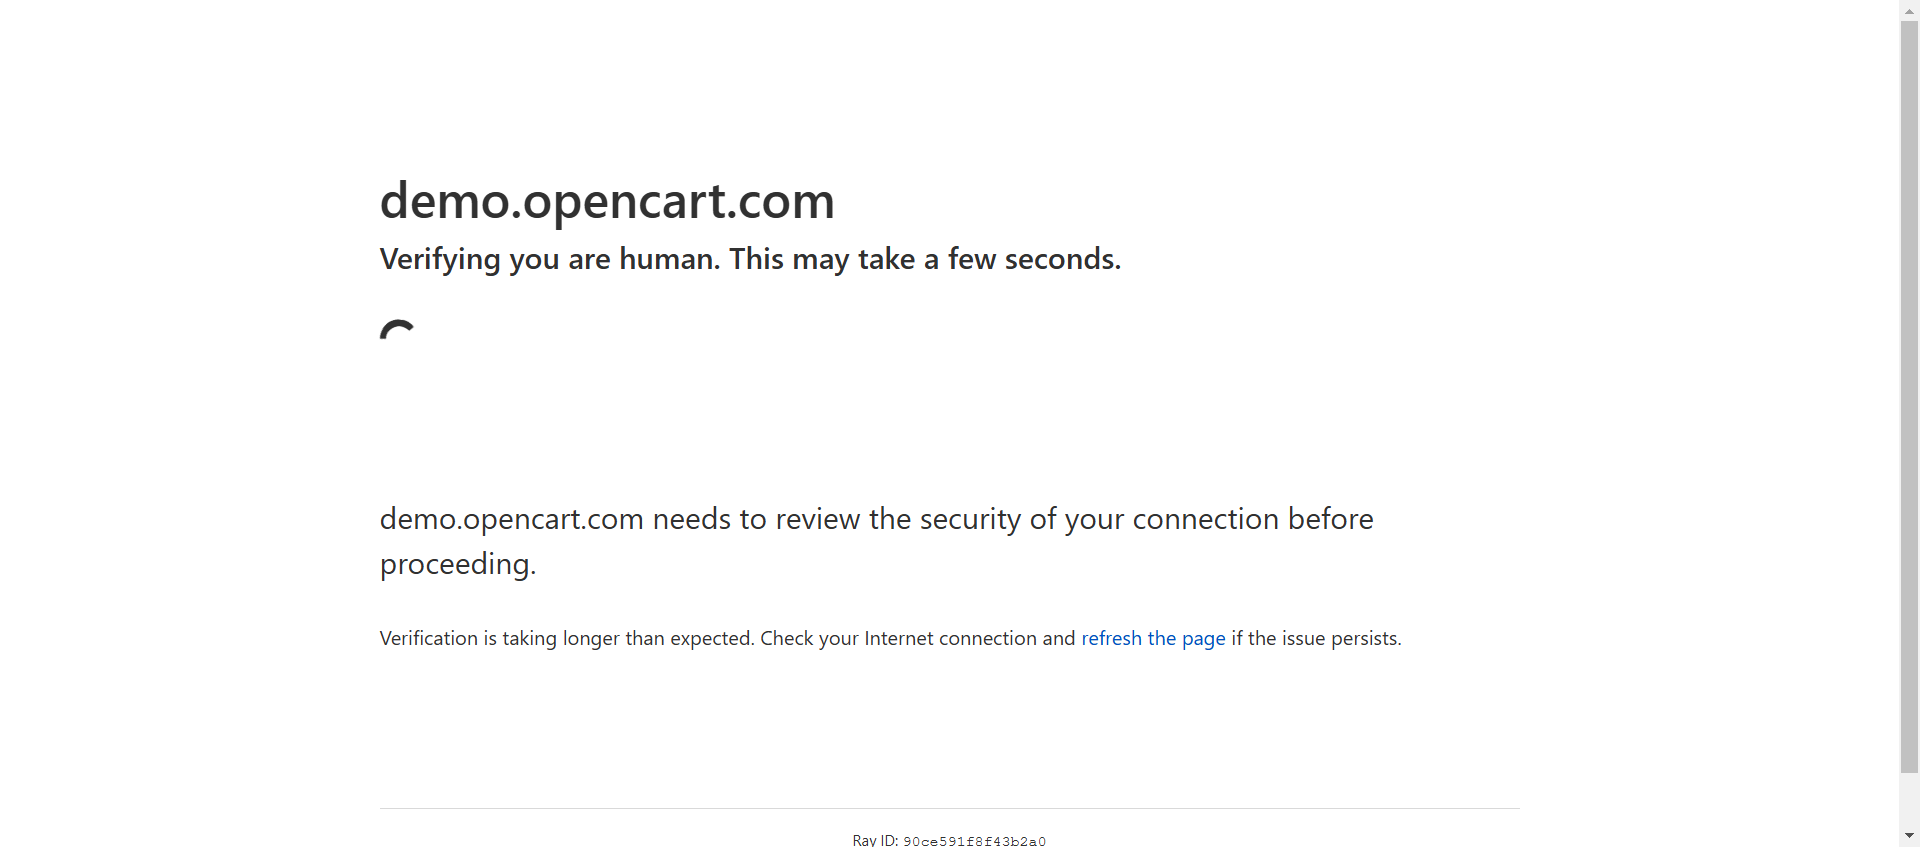 demo.opencart.com
Verifying you are human. This may take a few seconds.
demo.opencart.com needs to review the security of your connection before
proceeding.
Verification is taking longer than expected. Check your Internet connection and refresh the page if the issue persists.
Ray ID: 90ce591f8f43b2a0